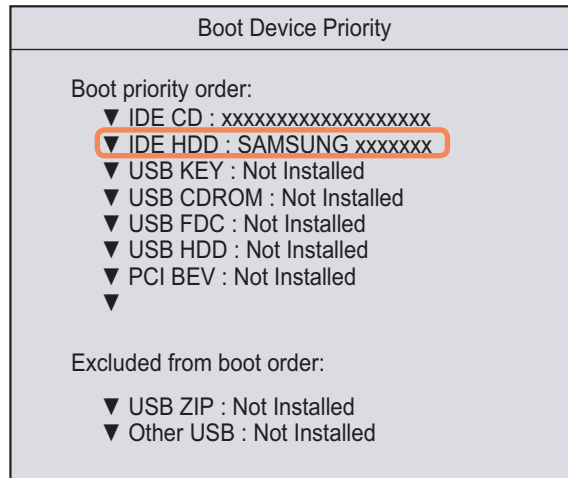 Boot Device Priority
Boot priority order:
▼ IDE CD : xxxxxxxxxxxxxxxxxxx
▼ IDE HDD : SAMSUNG xxxxxxx
▼ USB KEY : Not Installed
▼ USB CDROM : Not Installed
▼ USB FDC : Not Installed
▼ USB HDD : Not Installed
▼ PCI BEV : Not Installed
▼
Excluded from boot order:
▼ USB ZIP : Not Installed
▼ Other USB : Not Installed